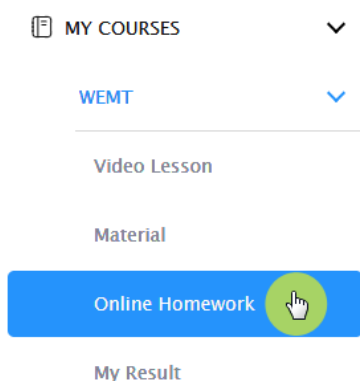 MY COURSES
WEMT
Video Lesson
Material
Online Homework
My Result